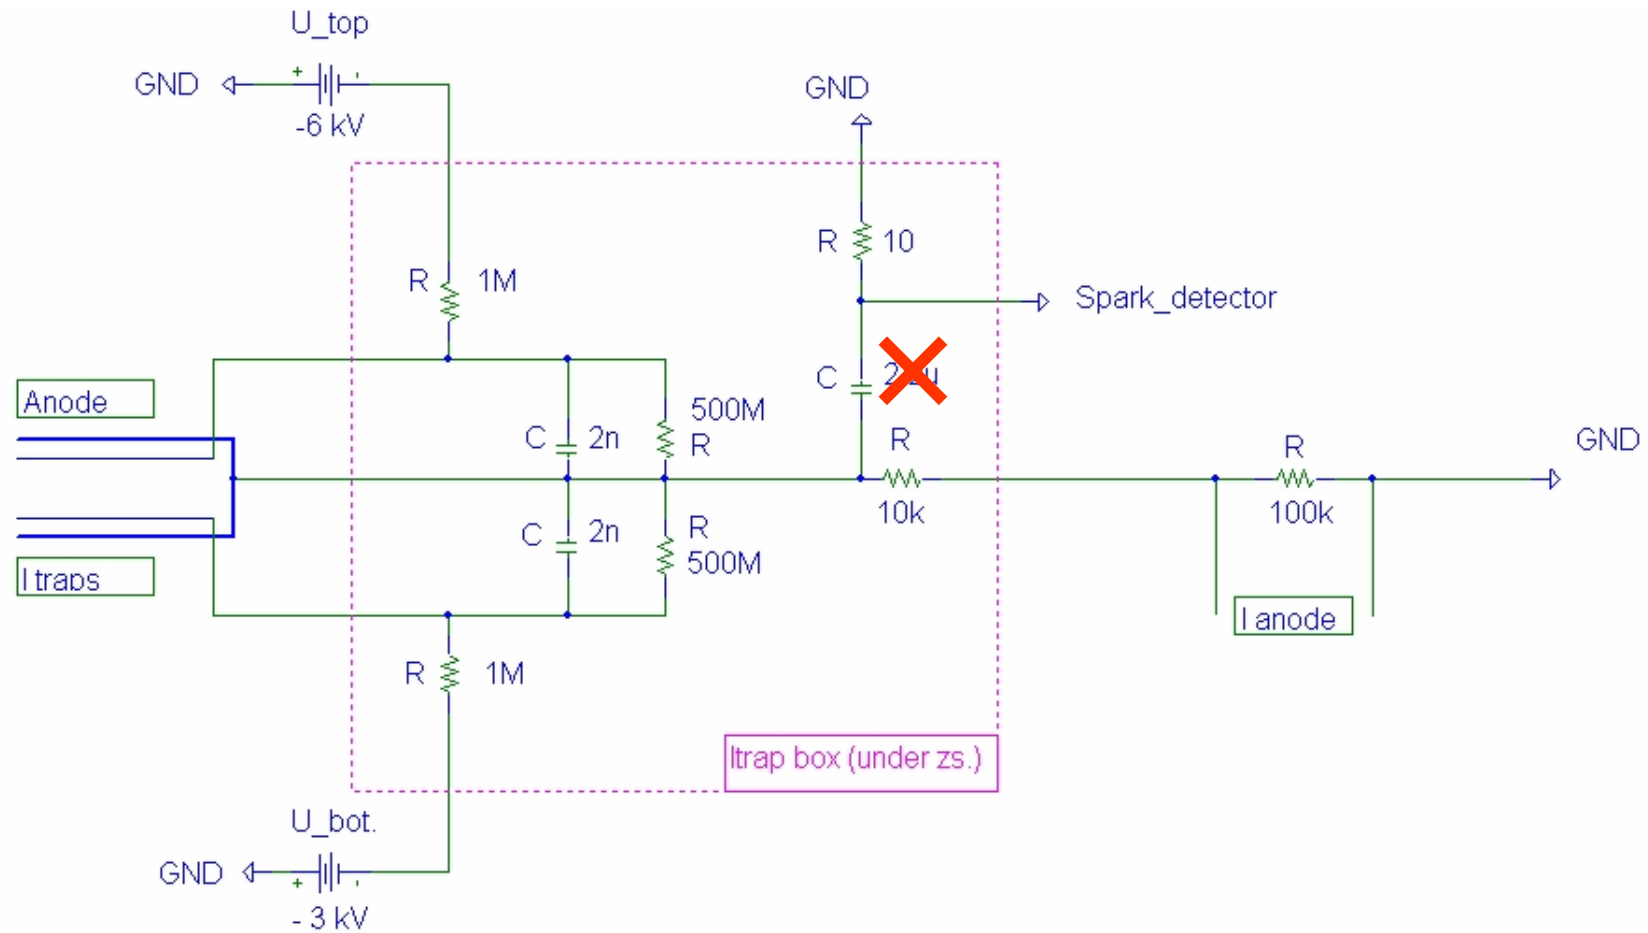 U_top
GND
+
-
-6 kV
GND
R
10
R
1M
Spark_detector
C
Anode
500M
R
C
2n
R
10k
R
100k
GND
C
2n
R
500M
I traps
I anode
R
1M
Itrap box (under zs.)
U_bot.
GND
+
-
- 3 kV